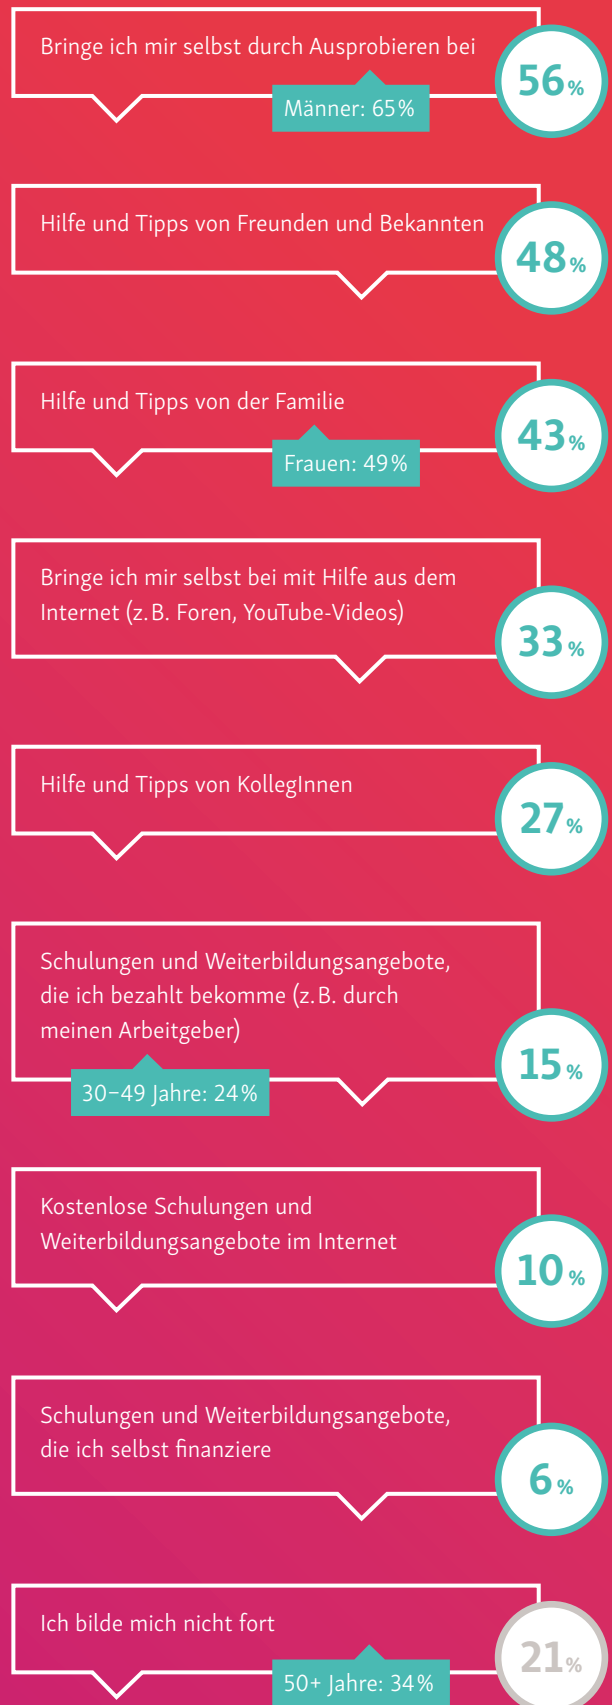 Bringe ich mir selbst durch Ausprobieren bei
56%
Männer: 65%
Hilfe und Tipps von Freunden und Bekannten
48%
Hilfe und Tipps von der Familie
43%
Frauen: 49%
Bringe ich mir selbst bei mit Hilfe aus dem
Internet (z.B. Foren, YouTube-Videos)
33%
Hilfe und Tipps von KollegInnen
27%
Schulungen und Weiterbildungsangebote,
die ich bezahlt bekomme (z.B. durch
meinen Arbeitgeber)
15%
30–49 Jahre: 24%
Kostenlose Schulungen und
Weiterbildungsangebote im Internet
10%
Schulungen und Weiterbildungsangebote,
die ich selbst finanziere
6%
Ich bilde mich nicht fort
21%
50+ Jahre: 34%